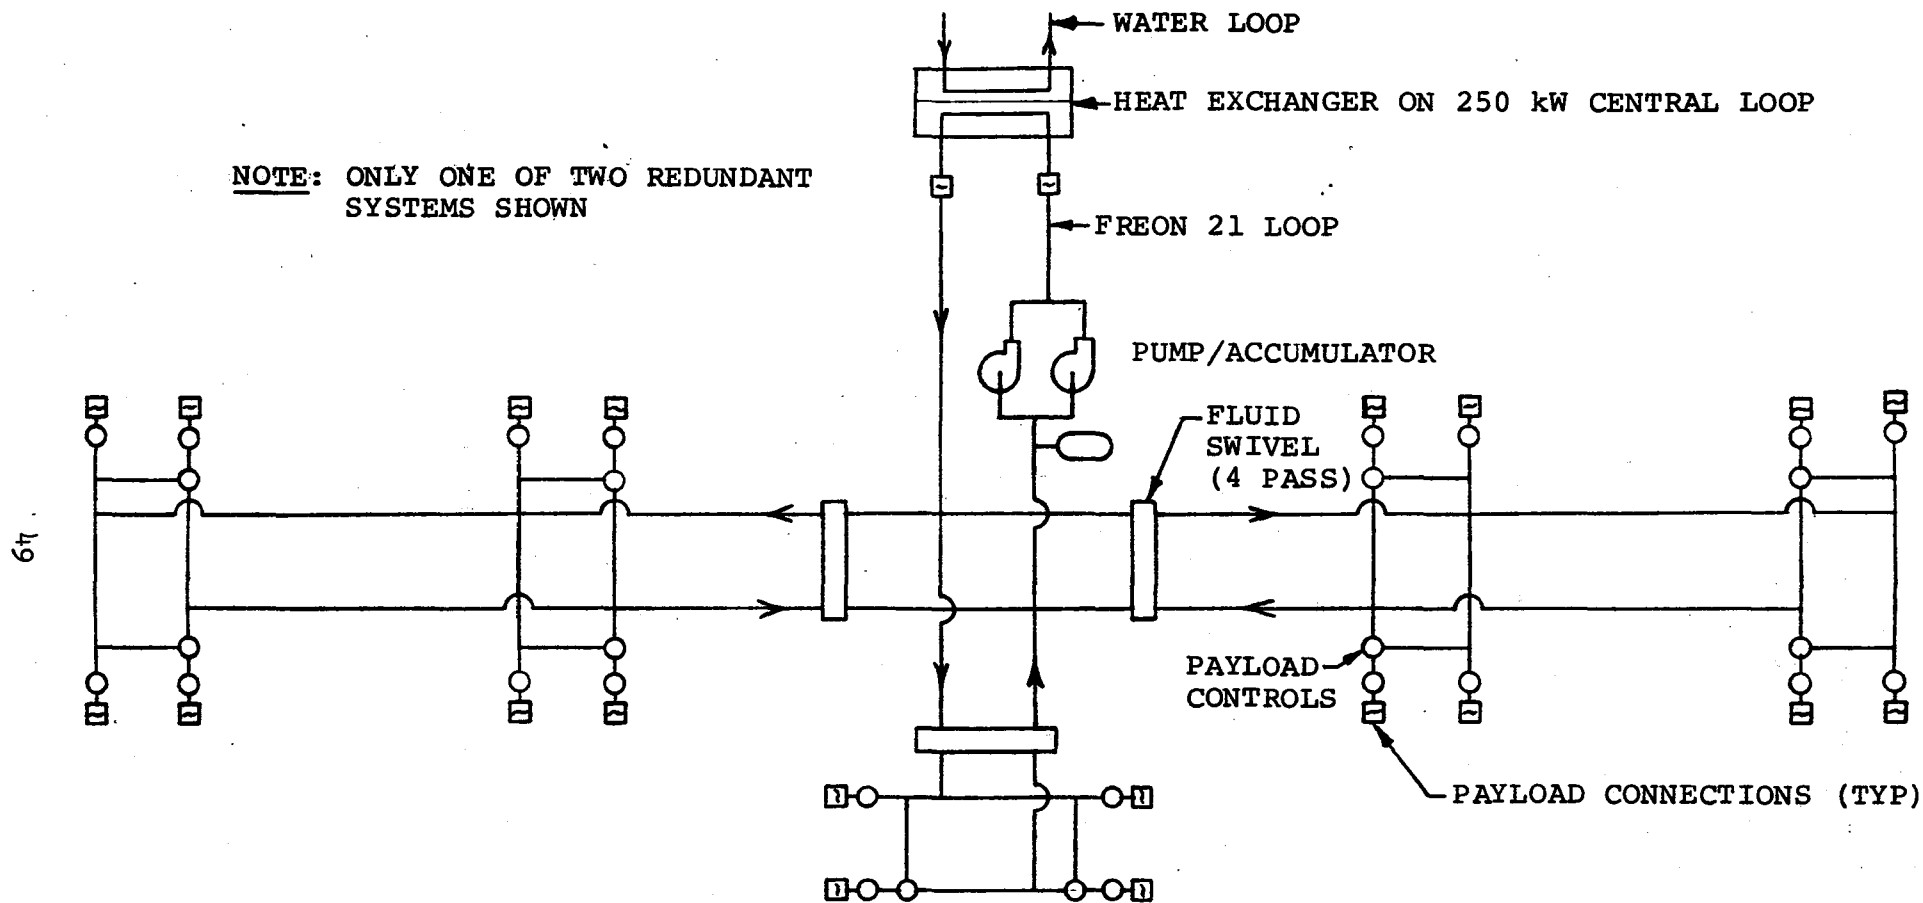 WATER LOOP
HEAT EXCHANGER ON 250 kW CENTRAL LOOP
NOTE: ONLY ONE OF TWO REDUNDANT
SYSTEMS SHOWN
FREON 21 LOOP
PUMP/ACCUMULATOR
FLUID
SWIVEL
(4 PASS)
PAYLOAD
CONTROLS
PAYLOAD CONNECTIONS (TYP)
49